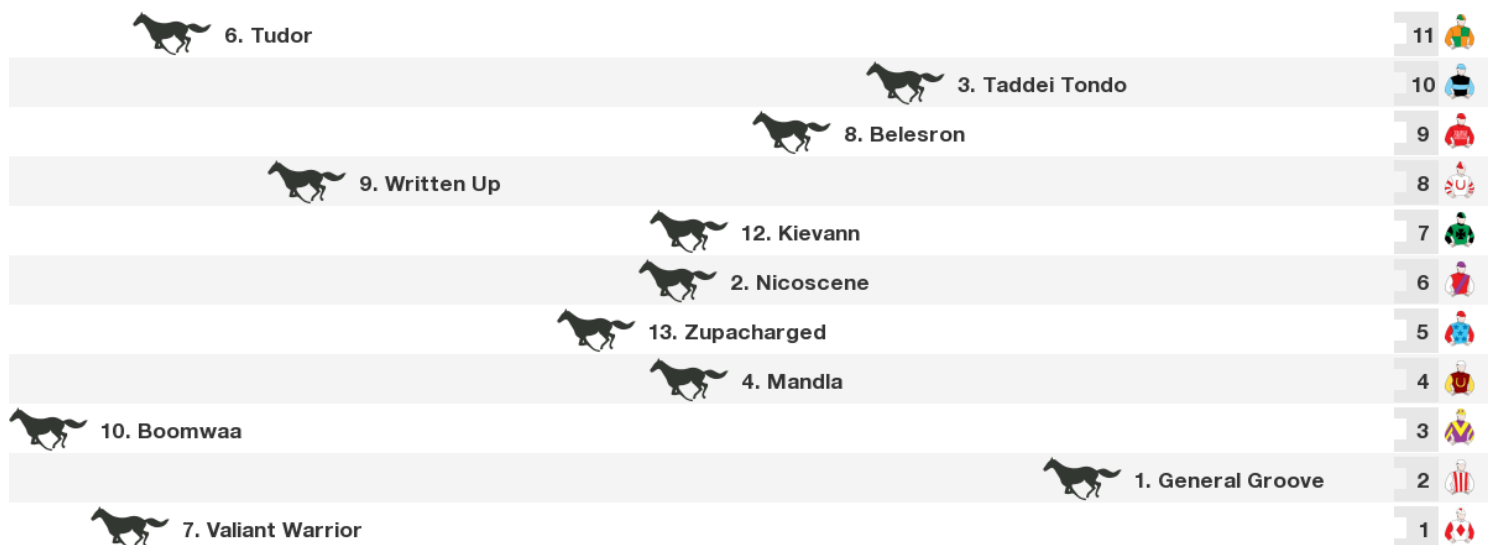 6. Tudor 11
3. Taddei Tondo 10
8. Belesron 9
9. Written Up 8
12. Kievann 7
2. Nicoscene 6
13. Zupacharged 5
4. Mandla 4
10. Boomwaa 3
1. General Groove 2
7. Valiant Warrior 1